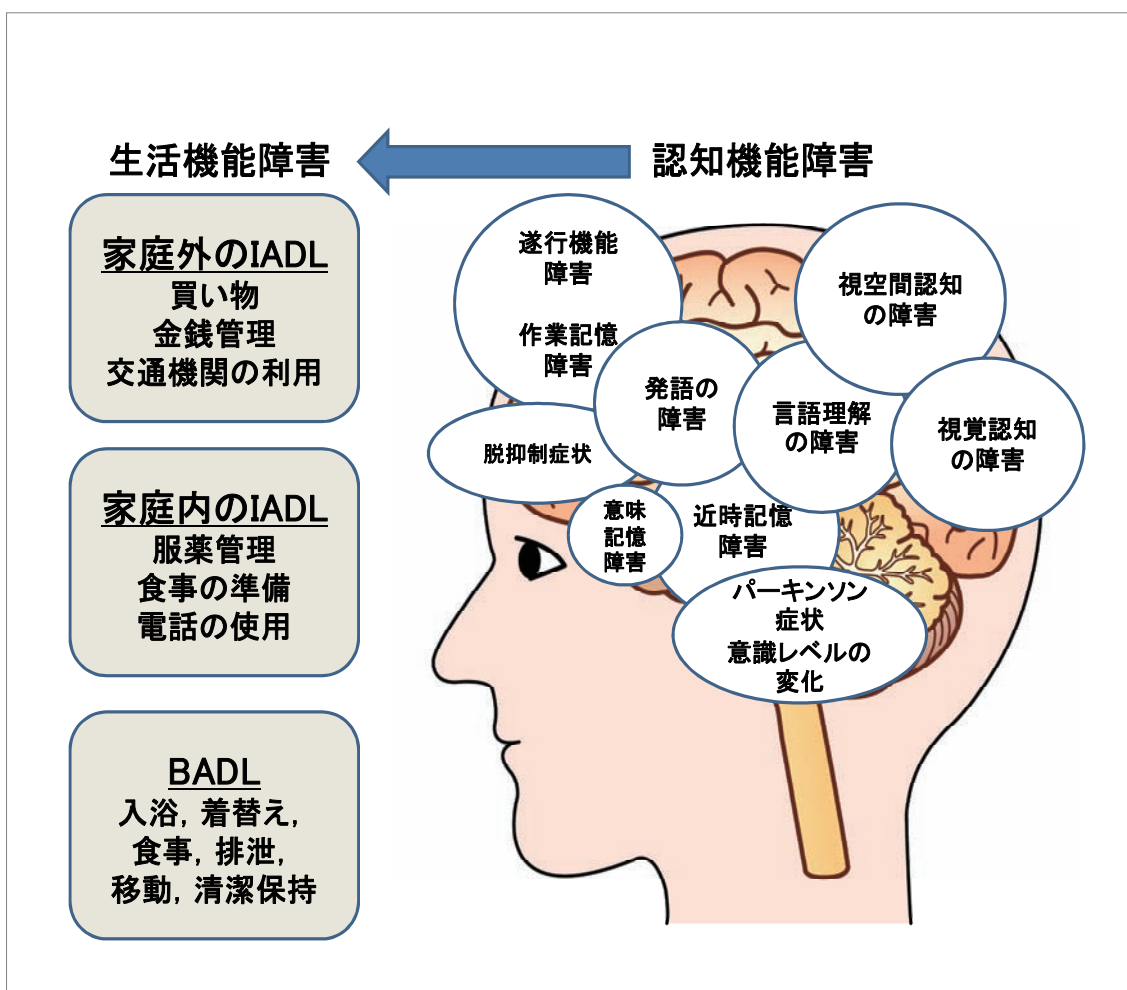 生活機能障害
認知機能障害
家庭外のIADL
買い物
金銭管理
交通機関の利用
家庭内のIADL
服薬管理
食事の準備
電話の使用
BADL
入浴, 着替え,
食事, 排泄,
移動, 清潔保持
遂行機能
障害
作業記憶
障害
視空間認知
の障害
発語の
障害
言語理解
の障害
視覚認知
の障害
脱抑制症状
意味
記憶
障害
近時記憶
障害
パーキンソン
症状
意識レベルの
変化